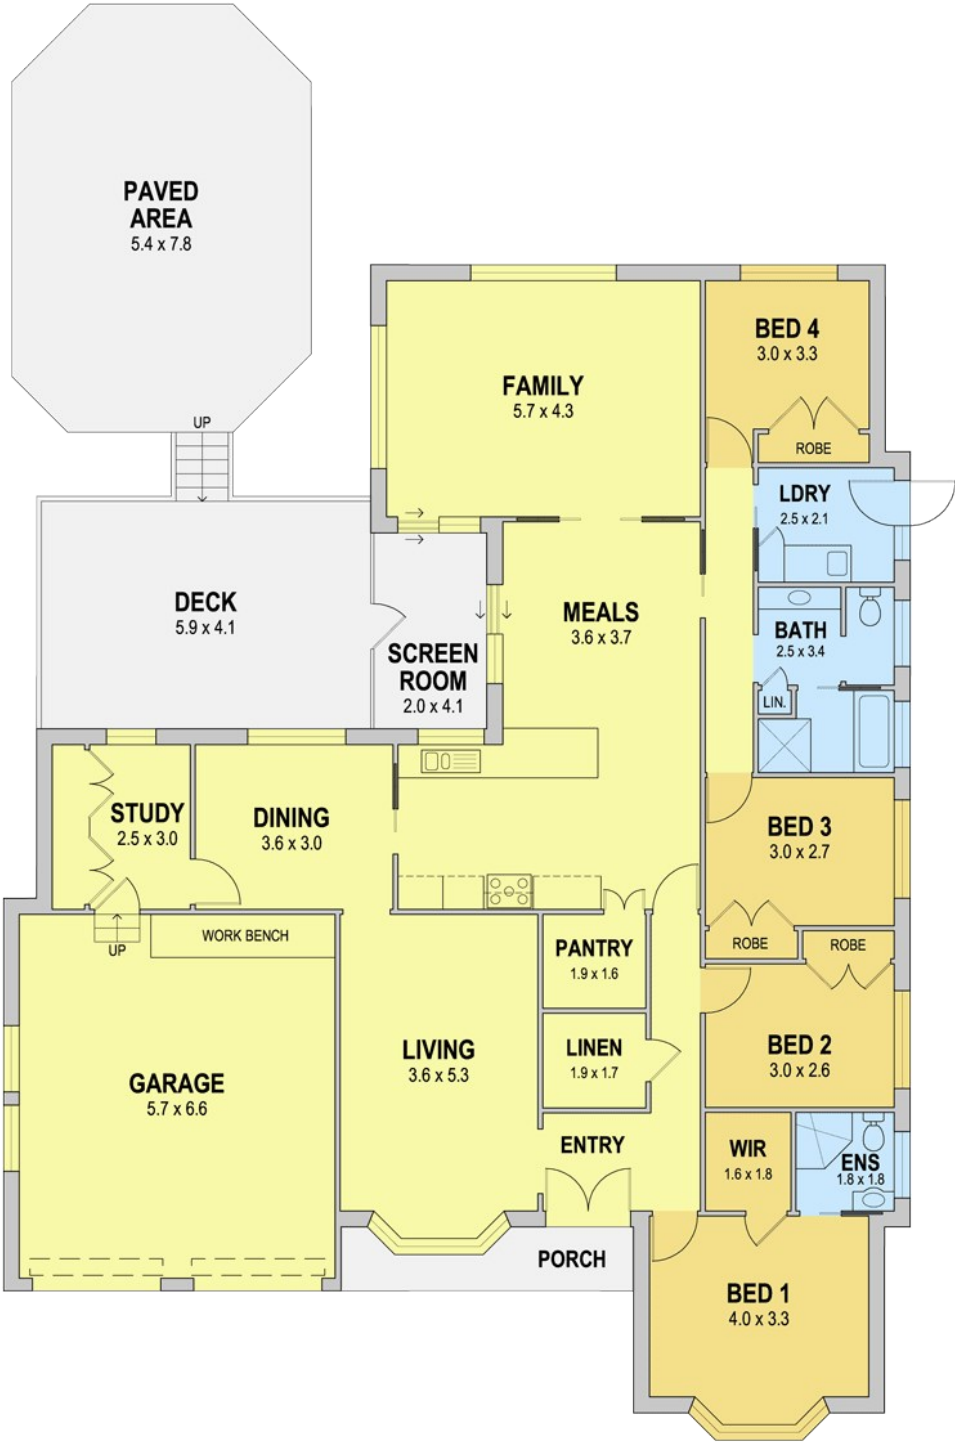 PAVED
AREA
5.4 x 7.8
UP
BED 4
3.0 x 3.3
ROBE
FAMILY
5.7 x 4.3
LDRY
2.5 x 2.1
DECK
5.9 x 4.1
SCREEN
ROOM
2.0 x 4.1
MEALS
3.6 x 3.7
BATH
2.5 x 3.4
LIN.
STUDY
2.5 x 3.0
DINING
3.6 x 3.0
BED 3
3.0 x 2.7
ROBE
ROBE
WORK BENCH
UP
PANTRY
1.9 x 1.6
LIVING
3.6 x 5.3
LINEN
1.9 x 1.7
BED 2
3.0 x 2.6
GARAGE
5.7 x 6.6
ENTRY
WIR
1.6 x 1.8
ENS
1.8 x 1.8
PORCH
BED 1
4.0 x 3.3